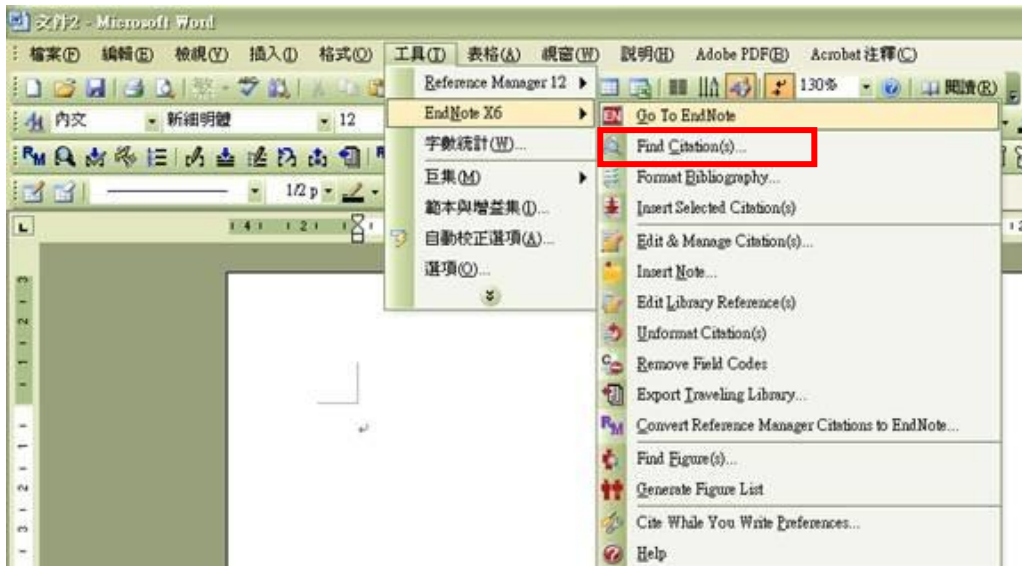 文件2 - Microsoft Word
檔案(F) 編輯(E) 檢視(V) 插入(I) 格式(O) 工具(T) 表格(A) 視窗(W) 說明(H) Adobe PDF(B) Acrobat 注釋(C)
130% 閱讀(R)
內文 新細明體 12
1/2 p
Reference Manager 12
EndNote X6
字數統計(W)...
巨集(M)
範本與增益集(I)...
自動校正選項(A)...
選項(O)...
Go To EndNote
Find Citation(s)...
Format Bibliography...
Insert Selected Citation(s)
Edit & Manage Citation(s)...
Insert Note...
Edit Library Reference(s)
Unformat Citation(s)
Remove Field Codes
Export Traveling Library...
Convert Reference Manager Citations to EndNote...
Find Figure(s)...
Generate Figure List
Cite While You Write Preferences...
Help